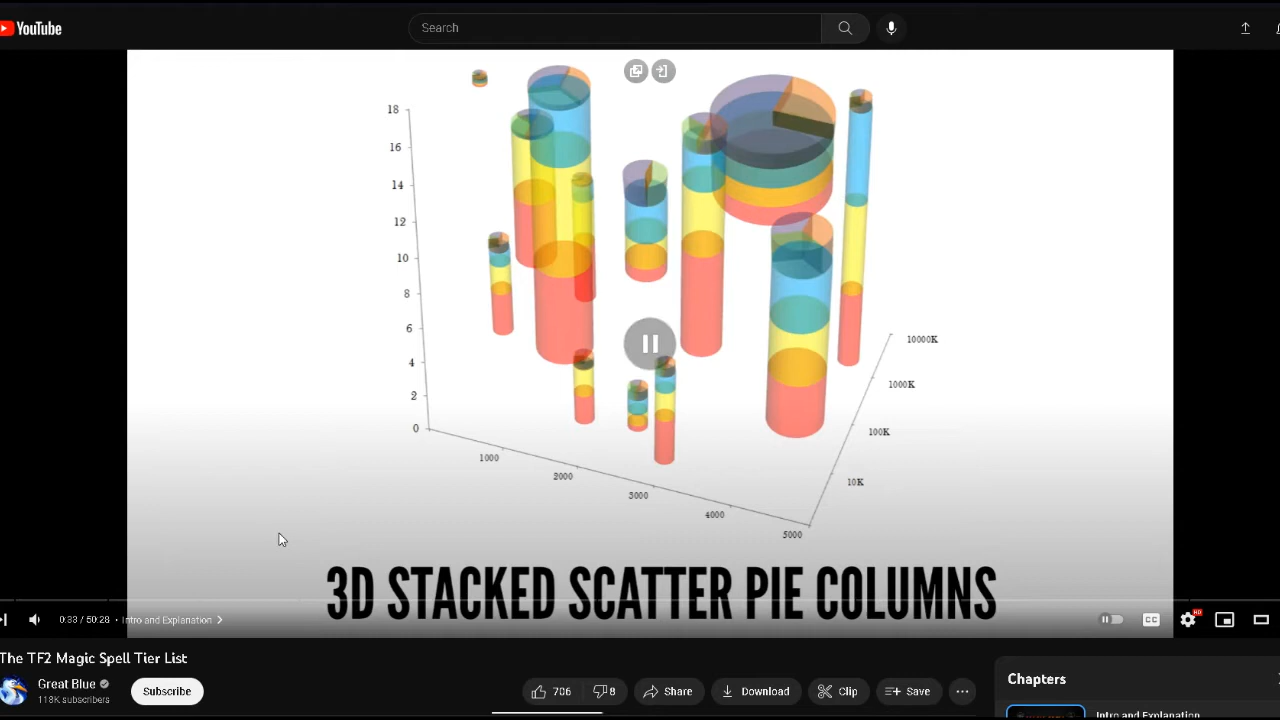 YouTube
Search
18
16
14
12
10
8
6
4
2
0
1000
2000
3000
4000
5000
10K
100K
1000K
10000K
3D STACKED SCATTER PIE COLUMNS
0:33 / 50:28 • Intro and Explanation
CC
HD
The TF2 Magic Spell Tier List
Great Blue
118K subscribers
Subscribe
706
8
Share
Download
Clip
Save
Chapters
Intro and Explanation